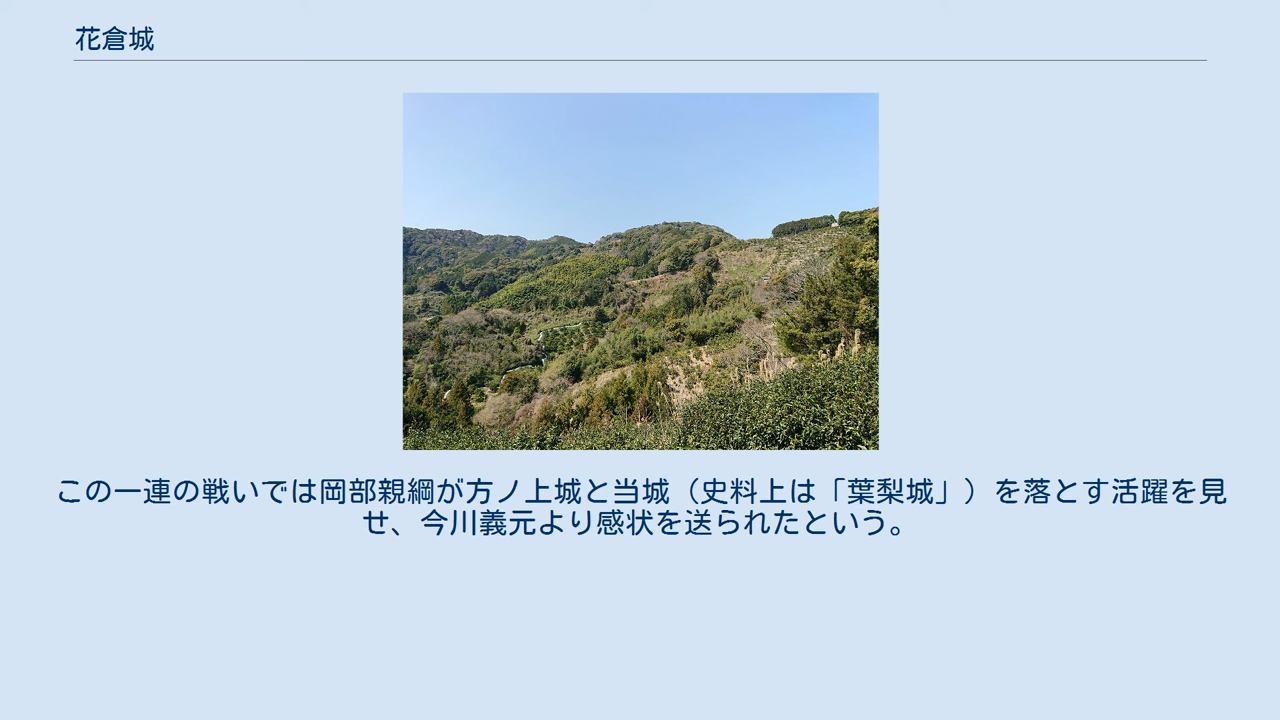 花倉城
この一連の戦いでは岡部親綱が方ノ上城と当城（史料上は「葉梨城」）を落とす活躍を見
せ、今川義元より感状を送られたという。